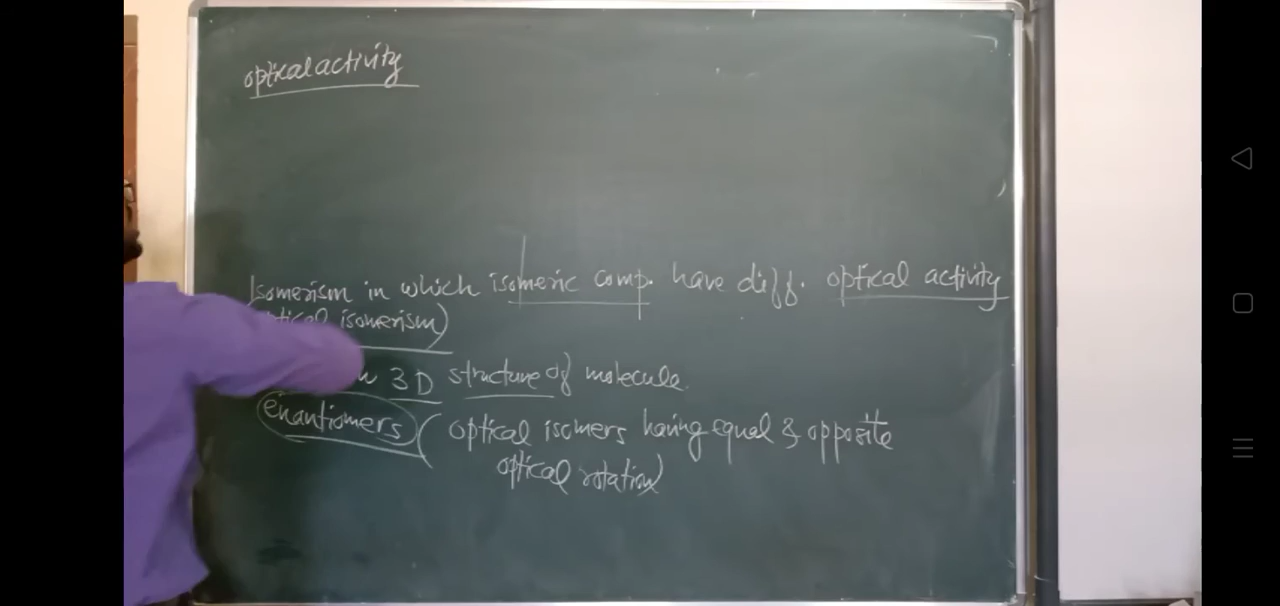 optical activity
Isomerism in which isomeric comp. have diff. optical activity
isomerism)
3D structure of molecule.
enantiomers ( optical isomers having equal & opposite
optical rotation)